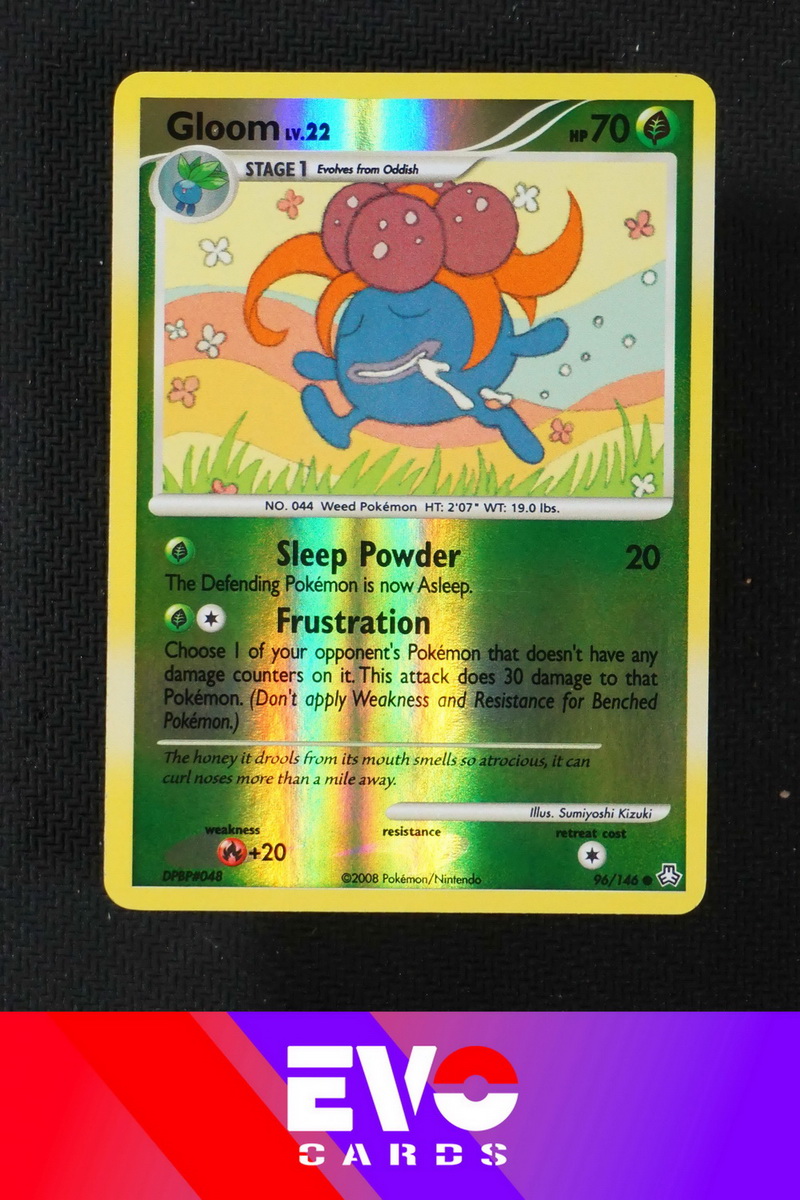 Gloom LV.22 HP 70
STAGE 1 Evolves from Oddish
NO. 044 Weed Pokémon HT: 2'07" WT: 19.0 lbs.
Sleep Powder 20
The Defending Pokémon is now Asleep.
Frustration
Choose 1 of your opponent's Pokémon that doesn't have any
damage counters on it. This attack does 30 damage to that
Pokémon. (Don't apply Weakness and Resistance for Benched
Pokémon.)
The honey it drools from its mouth smells so atrocious, it can
curl noses more than a mile away.
Illus. Sumiyoshi Kizuki
weakness resistance retreat cost
+20
DPBP#048 ©2008 Pokémon/Nintendo 96/146
EVO
CARDS